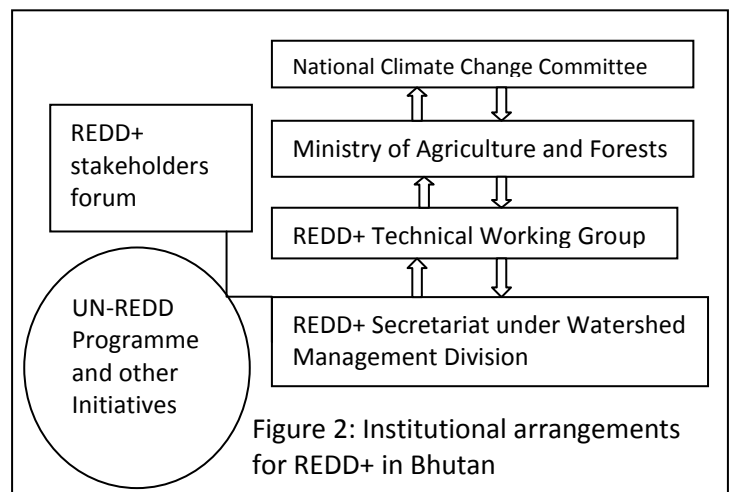 National Climate Change Committee
REDD+
stakeholders
forum
Ministry of Agriculture and Forests
REDD+ Technical Working Group
UN-REDD
Programme
and other
Initiatives
REDD+ Secretariat under Watershed
Management Division
Figure 2: Institutional arrangements
for REDD+ in Bhutan